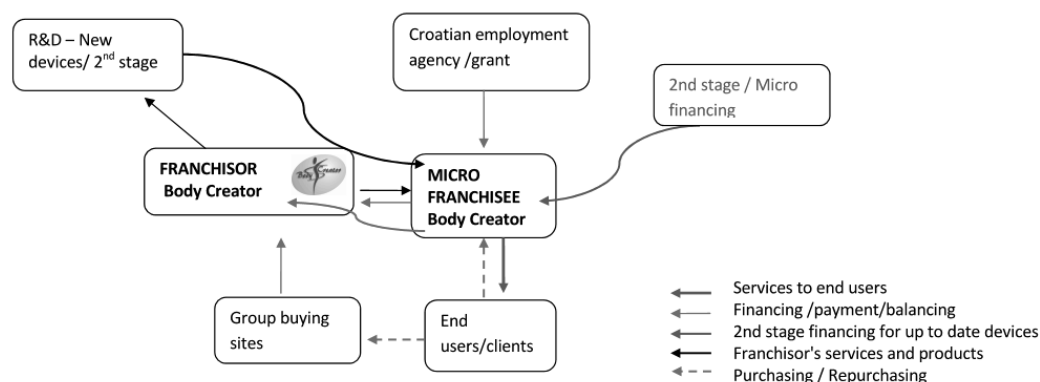 R&D – New
devices/ 2nd stage
Croatian employment
agency /grant
2nd stage / Micro
financing
FRANCHISOR
Body Creator
Body Creator
MICRO
FRANCHISEE
Body Creator
Group buying
sites
End
users/clients
Services to end users
Financing /payment/balancing
2nd stage financing for up to date devices
Franchisor's services and products
Purchasing / Repurchasing